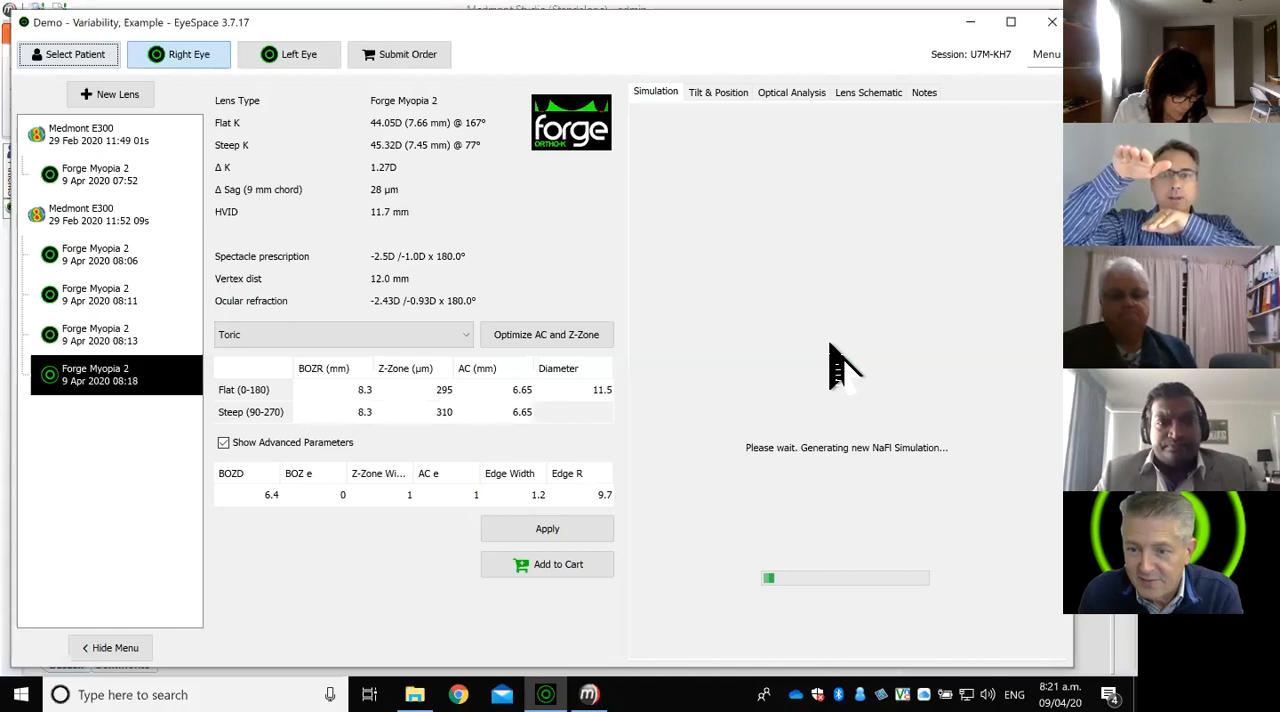 Demo - Variability, Example - EyeSpace 3.7.17
Select Patient
Right Eye
Left Eye
Submit Order
Session: U7M-KH7
Menu
New Lens
Medmont E300
29 Feb 2020 11:49 01s
Forge Myopia 2
9 Apr 2020 07:52
Medmont E300
29 Feb 2020 11:52 09s
Forge Myopia 2
9 Apr 2020 08:06
Forge Myopia 2
9 Apr 2020 08:11
Forge Myopia 2
9 Apr 2020 08:13
Forge Myopia 2
9 Apr 2020 08:18
Hide Menu
Lens Type Forge Myopia 2
Flat K 44.05D (7.66 mm) @ 167°
Steep K 45.32D (7.45 mm) @ 77°
Δ K 1.27D
Δ Sag (9 mm chord) 28 µm
HVID 11.7 mm
Spectacle prescription -2.5D /-1.0D x 180.0°
Vertex dist 12.0 mm
Ocular refraction -2.43D /-0.93D x 180.0°
forge
ORTHO-K
Toric
Optimize AC and Z-Zone
BOZR (mm) Z-Zone (µm) AC (mm) Diameter
Flat (0-180) 8.3 295 6.65 11.5
Steep (90-270) 8.3 310 6.65
Show Advanced Parameters
BOZD BOZ e Z-Zone Wi... AC e Edge Width Edge R
6.4 0 1 1 1.2 9.7
Apply
Add to Cart
Simulation
Tilt & Position
Optical Analysis
Lens Schematic
Notes
Please wait. Generating new NaFl Simulation...
Type here to search
ENG
8:21 a.m.
09/04/20
4